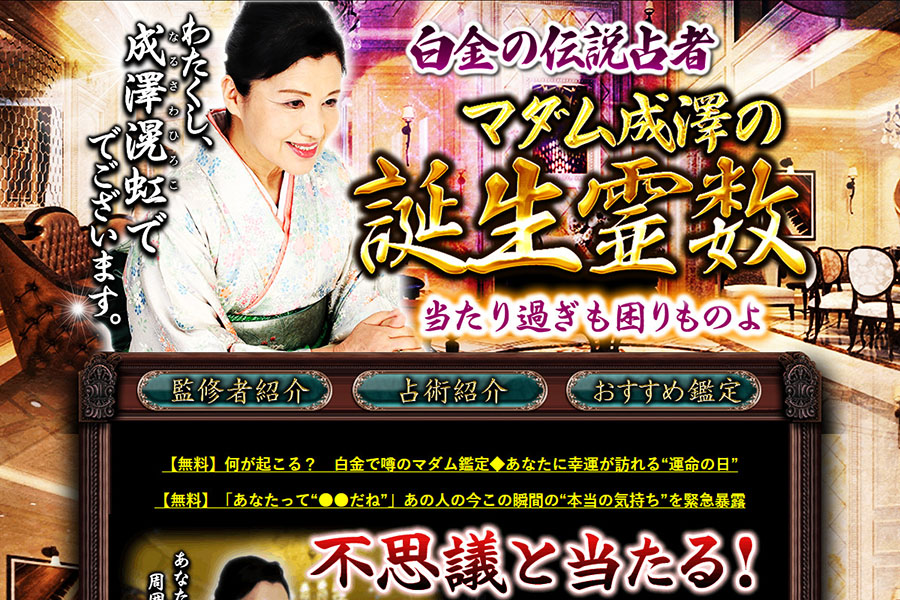 わたくし、
成澤滉虹で
なるさわひろこ
でございます。
白金の伝説占者
マダム成澤の
誕生霊数
当たり過ぎも困りものよ
監修者紹介
占術紹介
おすすめ鑑定
【無料】何が起こる？　白金で噂のマダム鑑定◆あなたに幸運が訪れる“運命の日”
【無料】「あなたって“●●だね”」あの人の今この瞬間の“本当の気持ち”を緊急暴露
不思議と当たる！
あなた
周囲